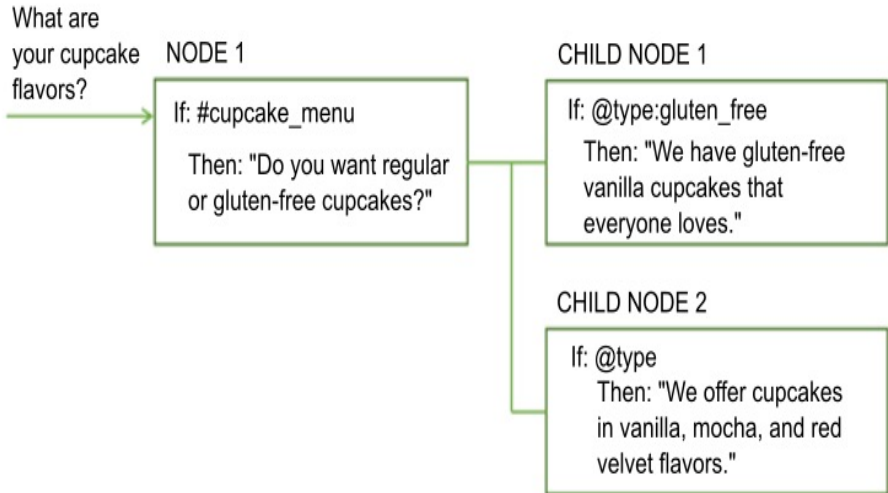 What are
your cupcake
flavors?
NODE 1
If: #cupcake_menu
Then: "Do you want regular
or gluten-free cupcakes?"
CHILD NODE 1
If: @type:gluten_free
Then: "We have gluten-free
vanilla cupcakes that
everyone loves."
CHILD NODE 2
If: @type
Then: "We offer cupcakes
in vanilla, mocha, and red
velvet flavors."